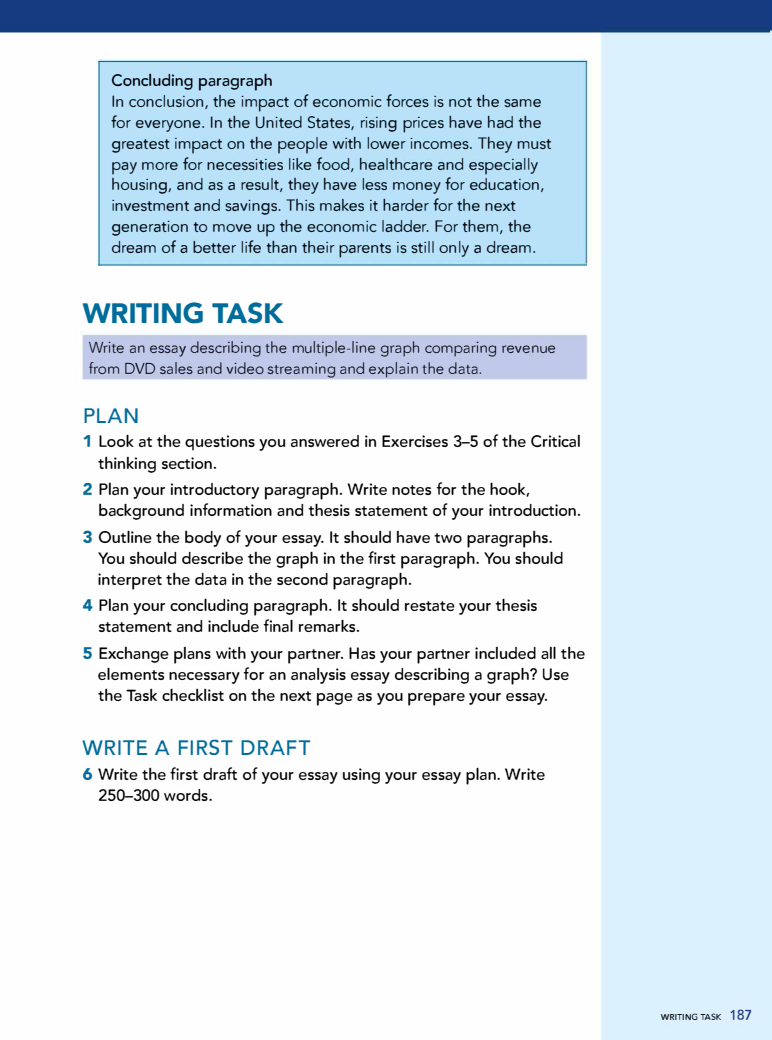 Concluding paragraph
In conclusion, the impact of economic forces is not the same
for everyone. In the United States, rising prices have had the
greatest impact on the people with lower incomes. They must
pay more for necessities like food, healthcare and especially
housing, and as a result, they have less money for education,
investment and savings. This makes it harder for the next
generation to move up the economic ladder. For them, the
dream of a better life than their parents is still only a dream.
WRITING TASK
Write an essay describing the multiple-line graph comparing revenue
from DVD sales and video streaming and explain the data.
PLAN
1 Look at the questions you answered in Exercises 3–5 of the Critical
thinking section.
2 Plan your introductory paragraph. Write notes for the hook,
background information and thesis statement of your introduction.
3 Outline the body of your essay. It should have two paragraphs.
You should describe the graph in the first paragraph. You should
interpret the data in the second paragraph.
4 Plan your concluding paragraph. It should restate your thesis
statement and include final remarks.
5 Exchange plans with your partner. Has your partner included all the
elements necessary for an analysis essay describing a graph? Use
the Task checklist on the next page as you prepare your essay.
WRITE A FIRST DRAFT
6 Write the first draft of your essay using your essay plan. Write
250–300 words.
WRITING TASK 187